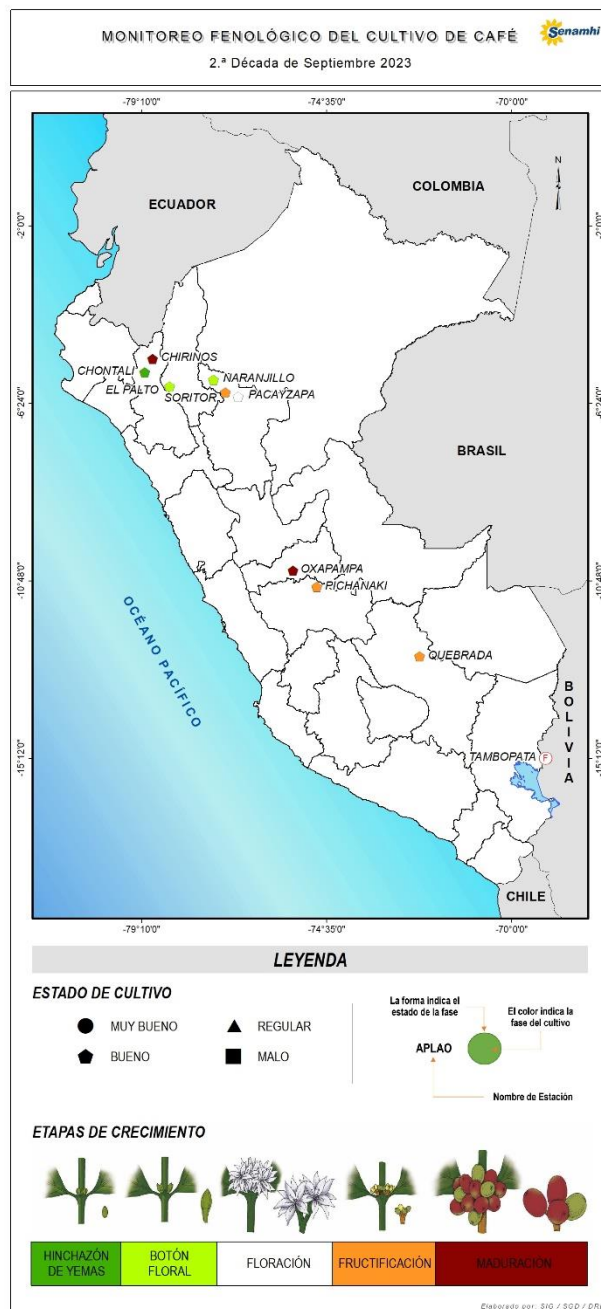 MONITOREO FENOLÓGICO DEL CULTIVO DE CAFÉ
Senamhi
2.ª Década de Septiembre 2023
-79°10'0"
-74°35'0"
-70°0'0"
N
COLOMBIA
ECUADOR
-2°0'0"
-2°0'0"
CHIRINOS
CHONTALI
NARANJILLO
EL PALTO
SORITOR
PACAYZAPA
-6°24'0"
-6°24'0"
BRASIL
OXAPAMPA
-10°48'0"
-10°48'0"
PICHANAKI
OCÉANO PACÍFICO
QUEBRADA
BOLIVIA
TAMBOPATA
F
-15°12'0"
-15°12'0"
CHILE
-79°10'0"
-74°35'0"
-70°0'0"
LEYENDA
ESTADO DE CULTIVO
MUY BUENO
REGULAR
BUENO
MALO
La forma indica el
estado de la fase
El color indica la
fase del cultivo
APLAO
Nombre de Estación
ETAPAS DE CRECIMIENTO
HINCHAZÓN
DE YEMAS
BOTÓN
FLORAL
FLORACIÓN
FRUCTIFICACIÓN
MADURACIÓN
Elaborado por: SIG / SGD / DRD